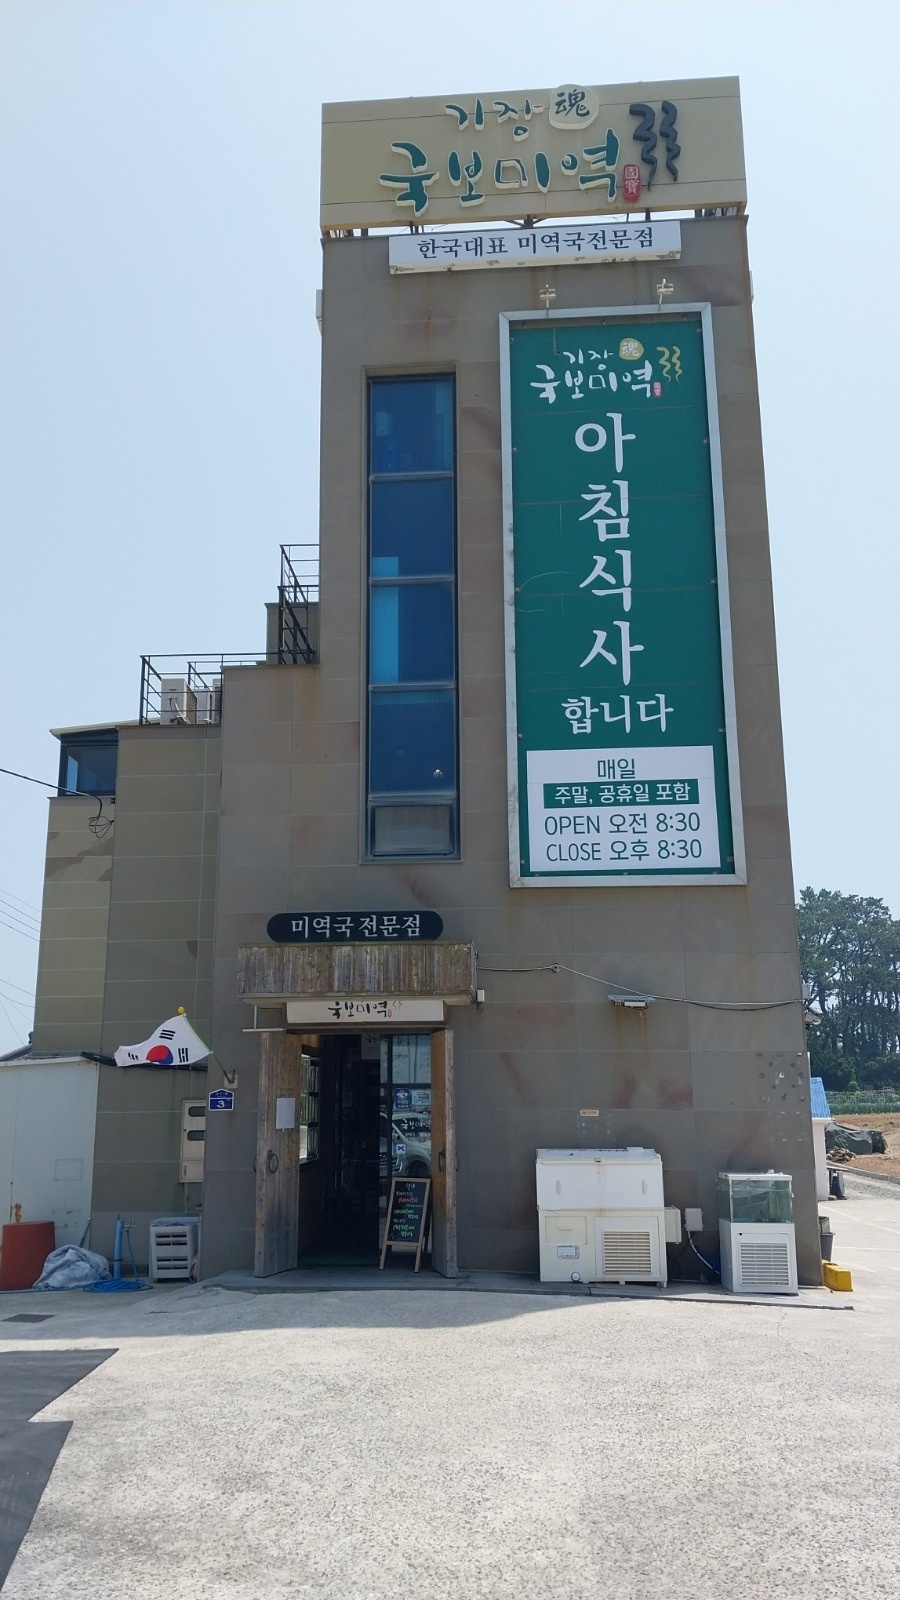 기장 魂
국보미역
國寶
한국대표 미역국전문점
기장 魂
국보미역
아침식사
합니다
매일
주말, 공휴일 포함
OPEN 오전 8:30
CLOSE 오후 8:30
미역국 전문점
국보미역
3